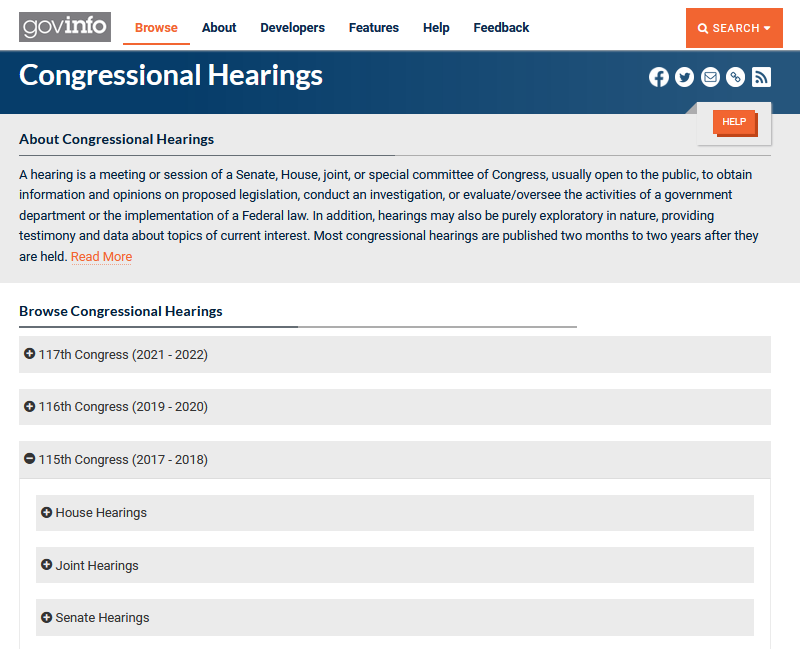 govinfo Browse About Developers Features Help Feedback SEARCH
Congressional Hearings
HELP
About Congressional Hearings
A hearing is a meeting or session of a Senate, House, joint, or special committee of Congress, usually open to the public, to obtain
information and opinions on proposed legislation, conduct an investigation, or evaluate/oversee the activities of a government
department or the implementation of a Federal law. In addition, hearings may also be purely exploratory in nature, providing
testimony and data about topics of current interest. Most congressional hearings are published two months to two years after they
are held. Read More
Browse Congressional Hearings
117th Congress (2021 - 2022)
116th Congress (2019 - 2020)
115th Congress (2017 - 2018)
House Hearings
Joint Hearings
Senate Hearings